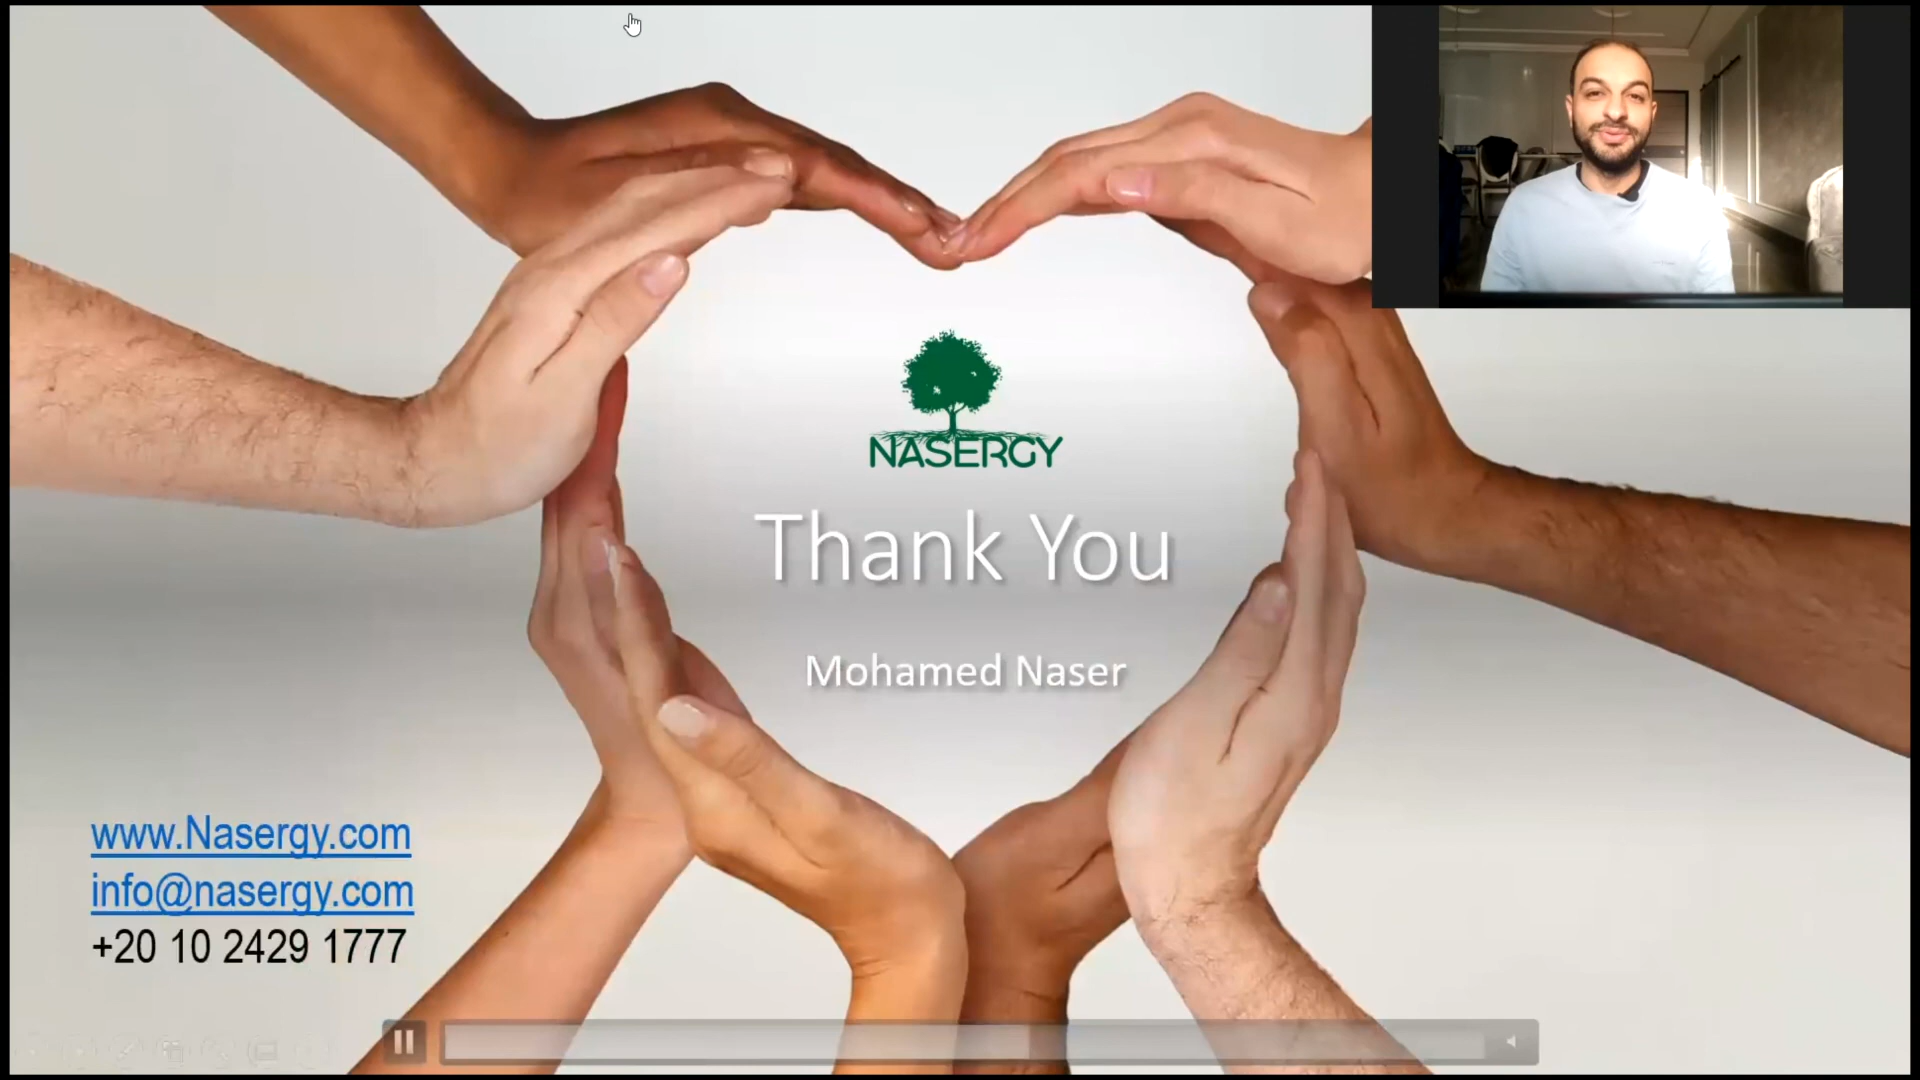 NASERGY
Thank You
Mohamed Naser
www.Nasergy.com
info@nasergy.com
+20 10 2429 1777